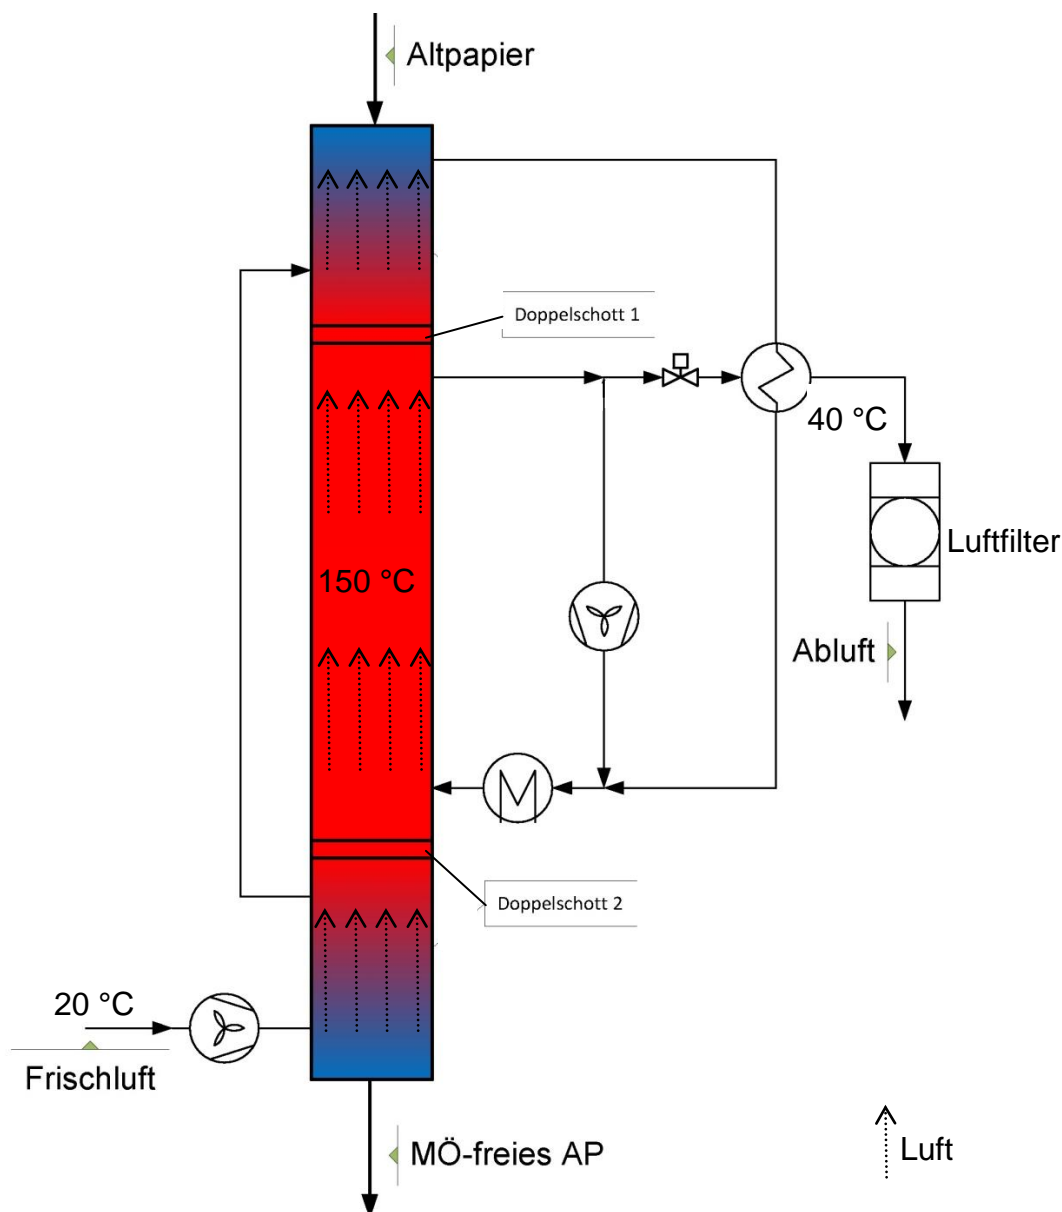 Altpapier
Doppelschott 1
40 °C
Luftfilter
150 °C
Abluft
Doppelschott 2
20 °C
Frischluft
MÖ-freies AP
Luft